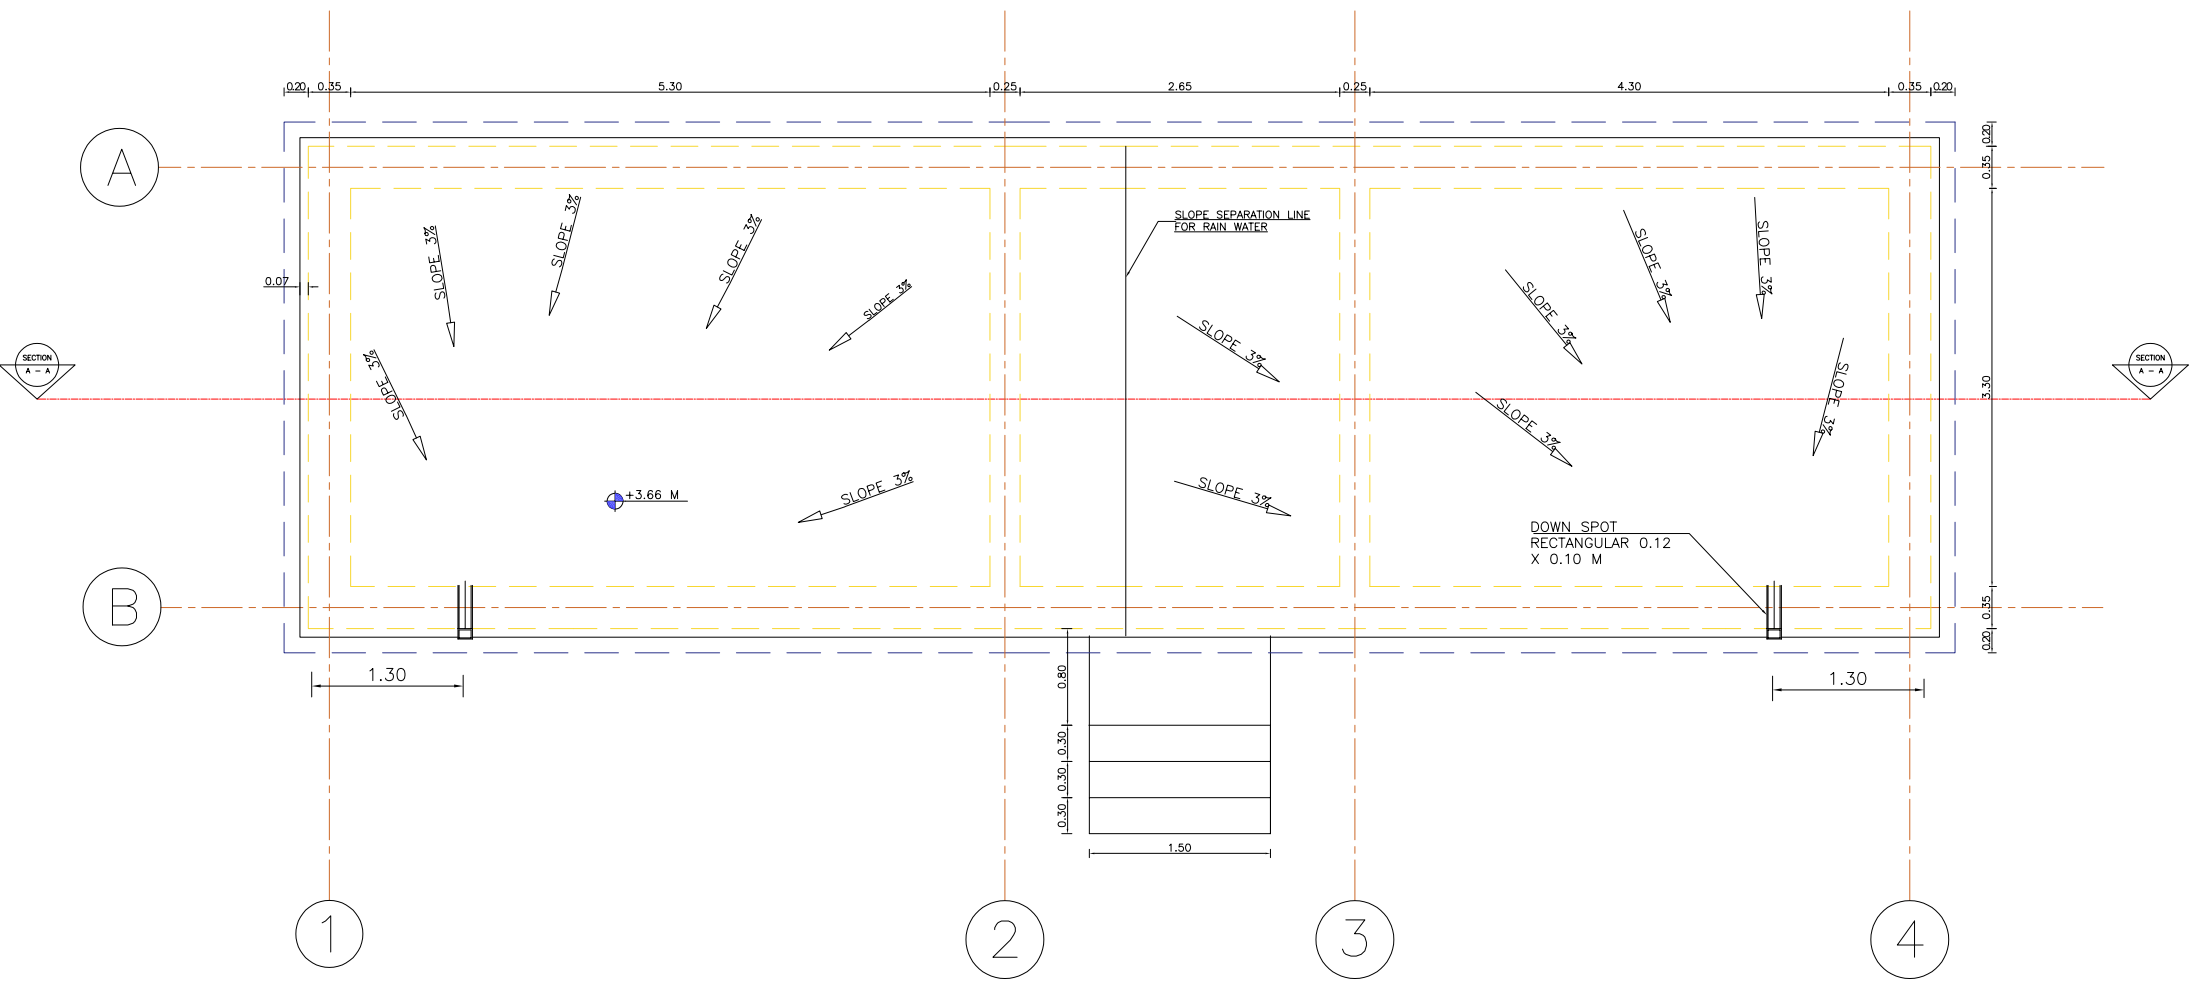 0.20 0.35 5.30 0.25 2.65 0.25 4.30 0.35 0.20
A
0.20
0.35
SLOPE 3%
SLOPE 3%
SLOPE 3%
SLOPE 3%
SLOPE SEPARATION LINE
FOR RAIN WATER
SLOPE 3%
SLOPE 3%
SLOPE 3%
0.07
SLOPE 3%
SLOPE 3%
SLOPE 3%
SLOPE 3%
SLOPE 3%
3.30
SECTION
A - A
SECTION
A - A
SLOPE 3%
SLOPE 3%
+3.66 M
DOWN SPOT
RECTANGULAR 0.12
X 0.10 M
B
0.35
0.20
1.30
0.80
1.30
0.30
0.30
0.30
1.50
1 2 3 4